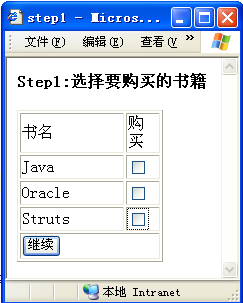 step1 - Micros...
文件(F) 编辑(E) 查看(V) »
Step1:选择要购买的书籍
书名 购买
Java
Oracle
Struts
继续
本地 Intranet